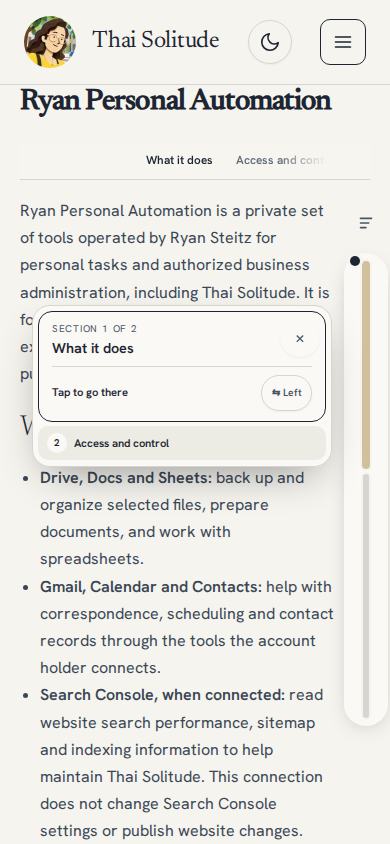 Thai Solitude
Ryan Personal Automation
What it does
Access and cont
Ryan Personal Automation is a private set
of tools operated by Ryan Steitz for
personal tasks and authorized business
administration, including Thai Solitude. It is
SECTION 1 OF 2
What it does
×
Tap to go there
⇆ Left
2 Access and control
Drive, Docs and Sheets: back up and
organize selected files, prepare
documents, and work with
spreadsheets.
Gmail, Calendar and Contacts: help with
correspondence, scheduling and contact
records through the tools the account
holder connects.
Search Console, when connected: read
website search performance, sitemap
and indexing information to help
maintain Thai Solitude. This connection
does not change Search Console
settings or publish website changes.